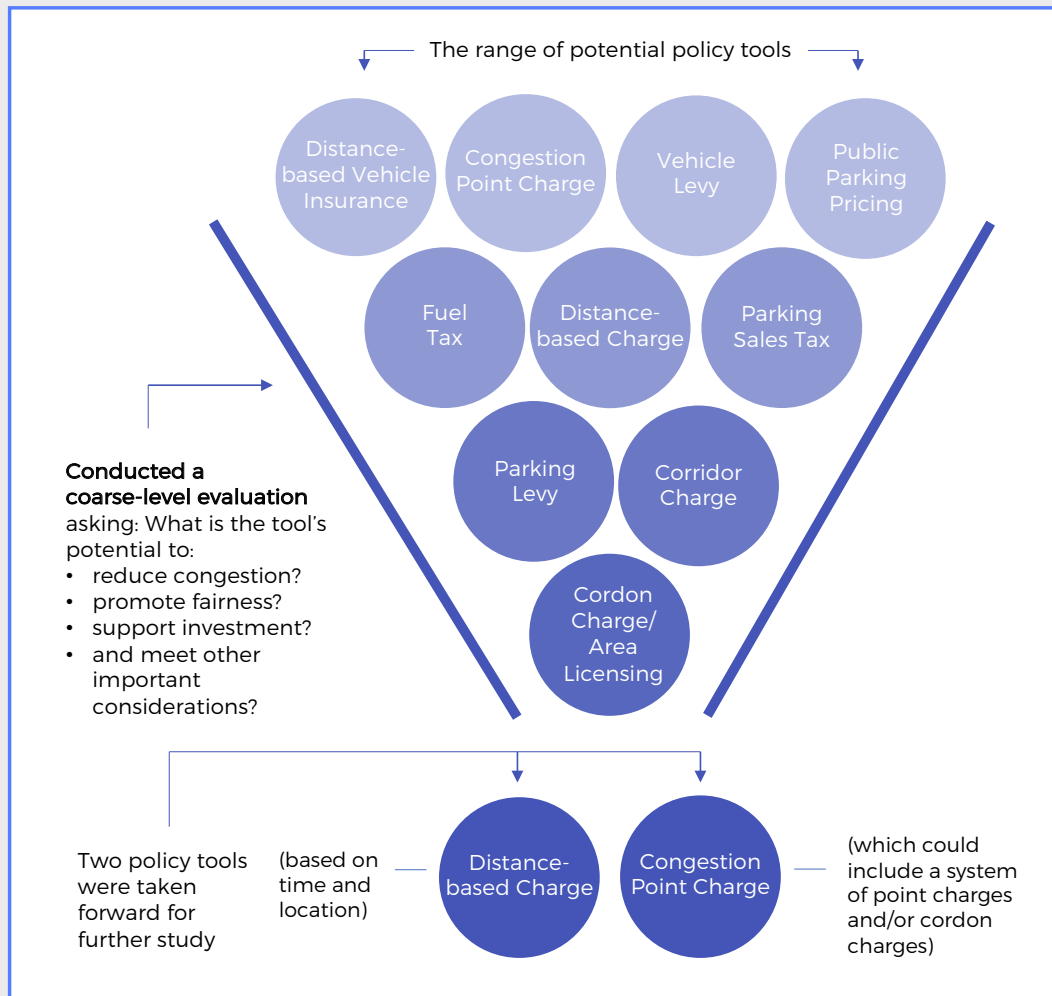 The range of potential policy tools
Distance-
based Vehicle
Insurance
Congestion
Point Charge
Vehicle
Levy
Public
Parking
Pricing
Fuel
Tax
Distance-
based Charge
Parking
Sales Tax
Parking
Levy
Corridor
Charge
Cordon
Charge/
Area
Licensing
Conducted a
coarse-level evaluation
asking: What is the tool's
potential to:
• reduce congestion?
• promote fairness?
• support investment?
• and meet other
important
considerations?
Two policy tools
were taken
forward for
further study
(based on
time and
location)
Distance-
based Charge
Congestion
Point Charge
(which could
include a system
of point charges
and/or cordon
charges)